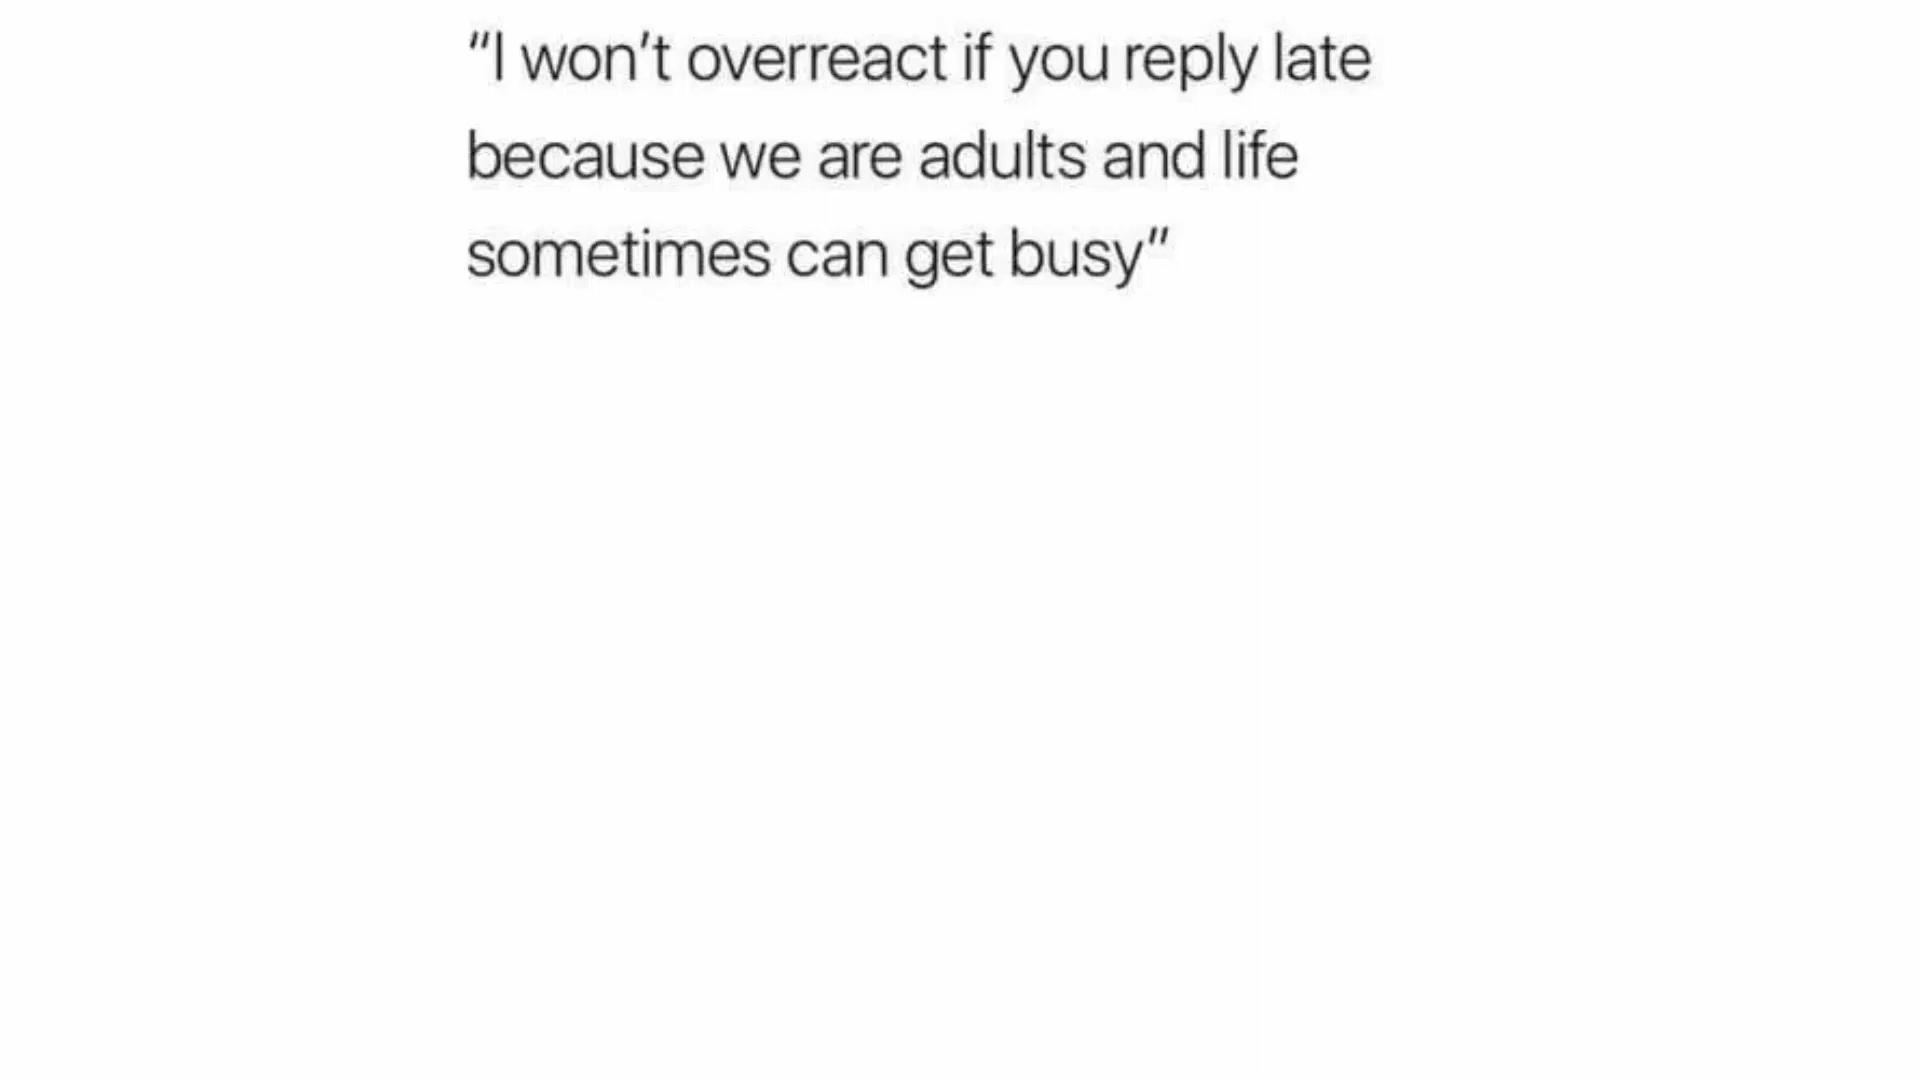 "I won't overreact if you reply late
because we are adults and life
sometimes can get busy"